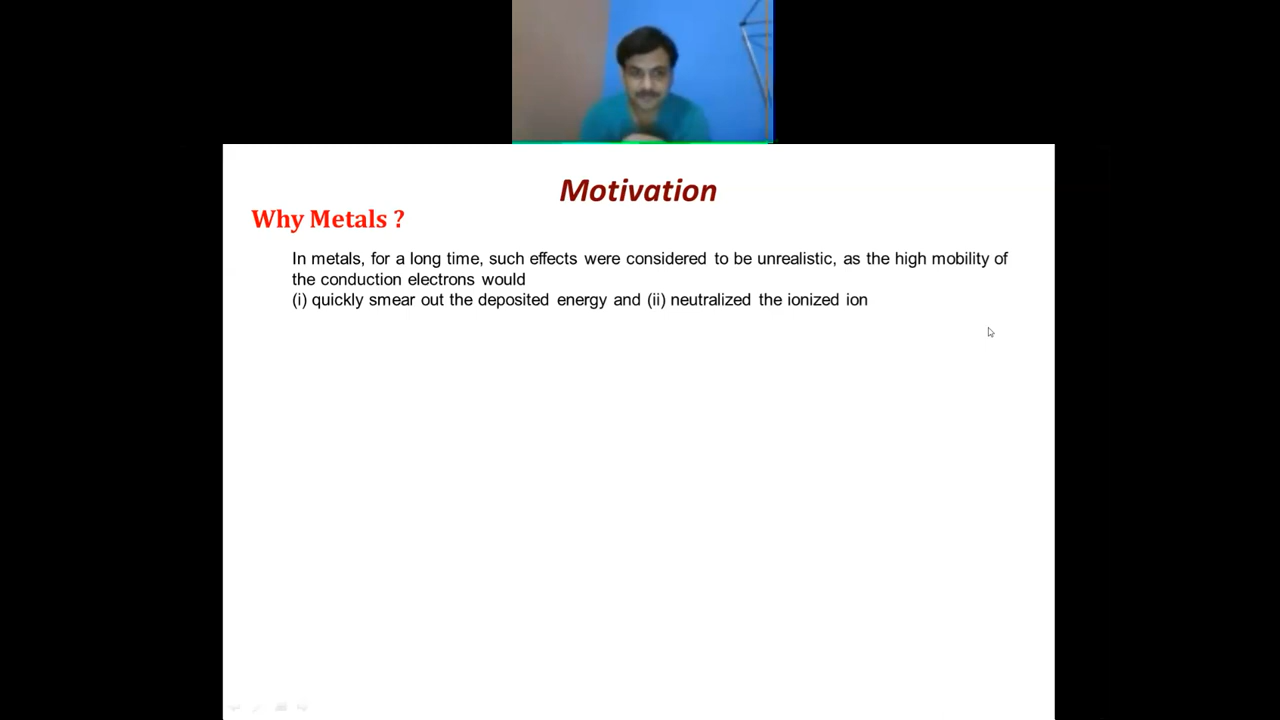 Motivation
Why Metals ?
In metals, for a long time, such effects were considered to be unrealistic, as the high mobility of
the conduction electrons would
(i) quickly smear out the deposited energy and (ii) neutralized the ionized ion